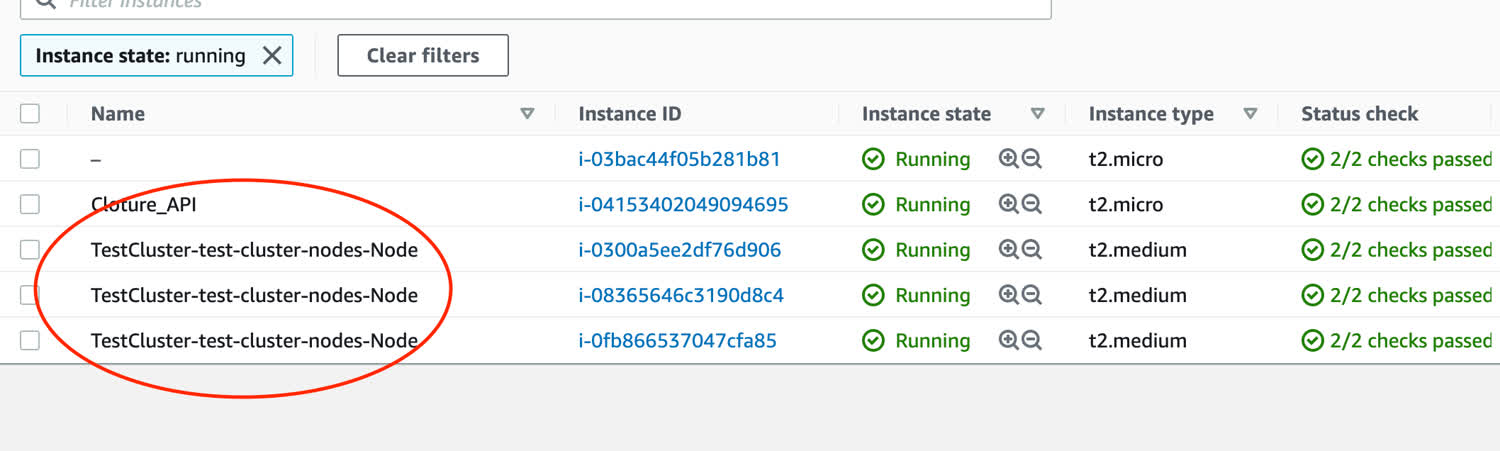 Filter instances
Instance state: running Clear filters
Name Instance ID Instance state Instance type Status check
– i-03bac44f05b281b81 Running t2.micro 2/2 checks passed
Cloture_API i-04153402049094695 Running t2.micro 2/2 checks passed
TestCluster-test-cluster-nodes-Node i-0300a5ee2df76d906 Running t2.medium 2/2 checks passed
TestCluster-test-cluster-nodes-Node i-08365646c3190d8c4 Running t2.medium 2/2 checks passed
TestCluster-test-cluster-nodes-Node i-0fb866537047cfa85 Running t2.medium 2/2 checks passed